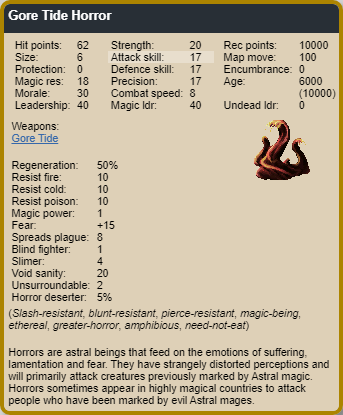 Gore Tide Horror
Hit points: 62 Strength: 20 Rec points: 10000
Size: 6 Attack skill: 17 Map move: 100
Protection: 0 Defence skill: 17 Encumbrance: 0
Magic res: 18 Precision: 17 Age: 6000
Morale: 30 Combat speed: 8 (10000)
Leadership: 40 Magic ldr: 40 Undead ldr: 0
Weapons:
Gore Tide
Regeneration: 50%
Resist fire: 10
Resist cold: 10
Resist poison: 10
Magic power: 1
Fear: +15
Spreads plague: 8
Blind fighter: 1
Slimer: 4
Void sanity: 20
Unsurroundable: 2
Horror deserter: 5%
(Slash-resistant, blunt-resistant, pierce-resistant, magic-being,
ethereal, greater-horror, amphibious, need-not-eat)
Horrors are astral beings that feed on the emotions of suffering,
lamentation and fear. They have strangely distorted perceptions and
will primarily attack creatures previously marked by Astral magic.
Horrors sometimes appear in highly magical countries to attack
people who have been marked by evil Astral mages.